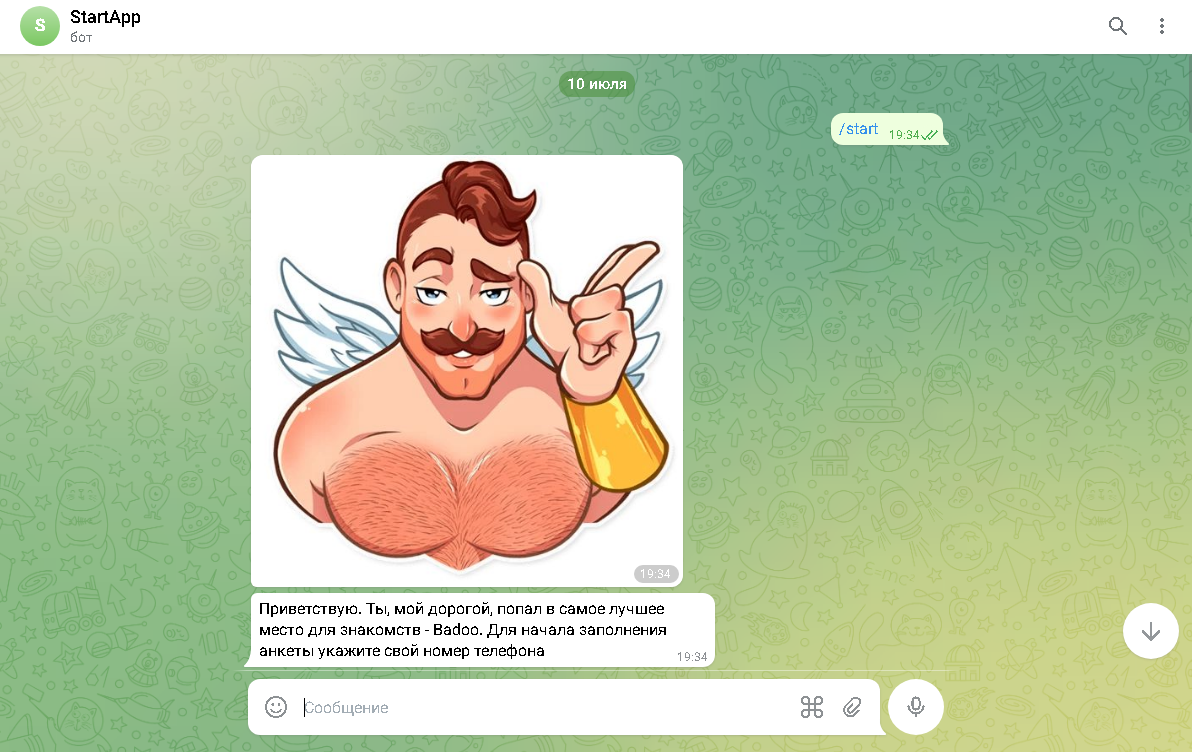 S
StartApp
бот
10 июля
/start 19:34
19:34
Приветствую. Ты, мой дорогой, попал в самое лучшее
место для знакомств - Badoo. Для начала заполнения
анкеты укажите свой номер телефона
19:34
Сообщение